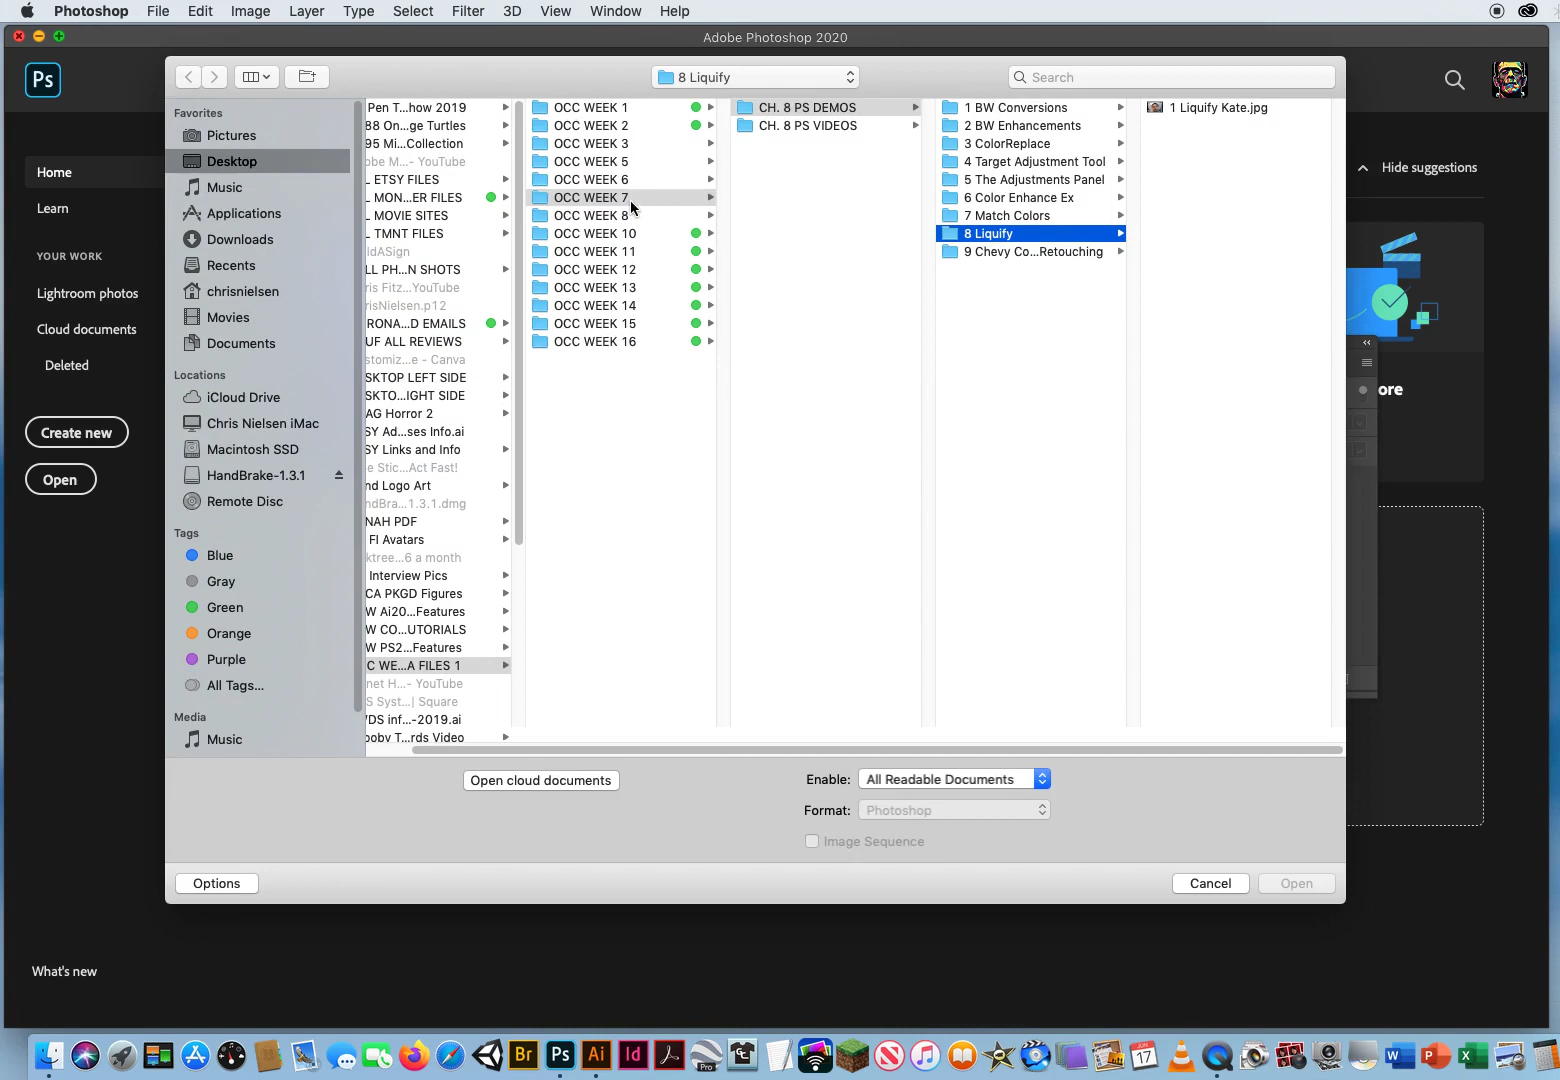 Photoshop File Edit Image Layer Type Select Filter 3D View Window Help
Adobe Photoshop 2020
Ps
8 Liquify
Search
Home
Learn
YOUR WORK
Lightroom photos
Cloud documents
Deleted
Create new
Open
What's new
Hide suggestions
ore
Favorites
Pictures
Desktop
Music
Applications
Downloads
Recents
chrisnielsen
Movies
Documents
Locations
iCloud Drive
Chris Nielsen iMac
Macintosh SSD
HandBrake-1.3.1
Remote Disc
Tags
Blue
Gray
Green
Orange
Purple
All Tags...
Media
Music
Pen T...how 2019
88 On...ge Turtles
95 Mi...Collection
obe M...- YouTube
L ETSY FILES
L MON...ER FILES
L MOVIE SITES
L TMNT FILES
ildASign
LL PH...N SHOTS
ris Fitz...YouTube
risNielsen.p12
RONA...D EMAILS
UF ALL REVIEWS
stomiz...e - Canva
SKTOP LEFT SIDE
SKTO...IGHT SIDE
AG Horror 2
SY Ad...ses Info.ai
SY Links and Info
e Stic...Act Fast!
nd Logo Art
ndBra...1.3.1.dmg
NAH PDF
FI Avatars
ktree...6 a month
Interview Pics
CA PKGD Figures
W Ai20...Features
W CO...UTORIALS
W PS2...Features
C WE...A FILES 1
net H...- YouTube
S Syst...| Square
DS inf...-2019.ai
ooby T...rds Video
OCC WEEK 1
OCC WEEK 2
OCC WEEK 3
OCC WEEK 5
OCC WEEK 6
OCC WEEK 7
OCC WEEK 8
OCC WEEK 10
OCC WEEK 11
OCC WEEK 12
OCC WEEK 13
OCC WEEK 14
OCC WEEK 15
OCC WEEK 16
CH. 8 PS DEMOS
CH. 8 PS VIDEOS
1 BW Conversions
2 BW Enhancements
3 ColorReplace
4 Target Adjustment Tool
5 The Adjustments Panel
6 Color Enhance Ex
7 Match Colors
8 Liquify
9 Chevy Co...Retouching
1 Liquify Kate.jpg
Open cloud documents
Enable: All Readable Documents
Format: Photoshop
Image Sequence
Options
Cancel
Open
Br Ps Ai Id Pro JUN 17 W P X